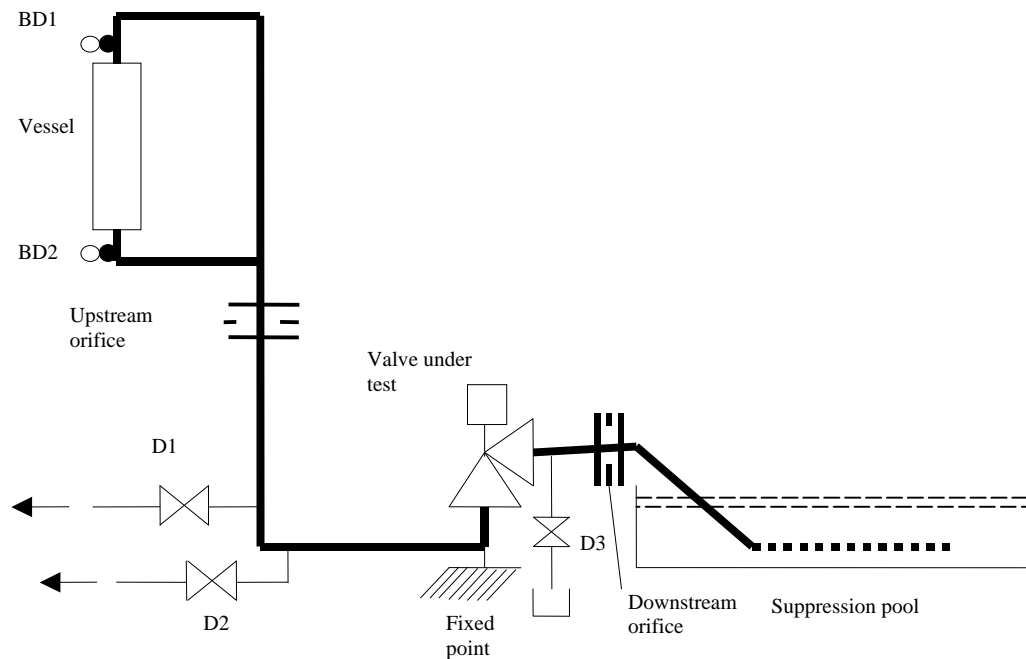 BD1
Vessel
BD2
Upstream
orifice
Valve under
test
D1
D3
D2
Fixed
point
Downstream
orifice
Suppression pool